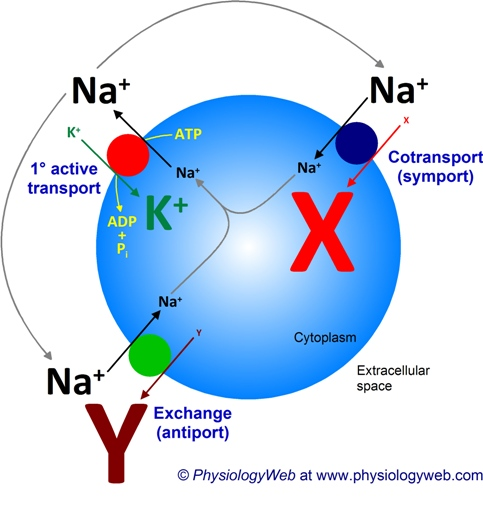 Na⁺
Na⁺
K⁺
ATP
X
1° active
transport
Na⁺
Na⁺
Cotransport
(symport)
K⁺
X
ADP
+
Pi
Na⁺
Y
Cytoplasm
Extracellular
space
Na⁺
Y
Exchange
(antiport)
© PhysiologyWeb at www.physiologyweb.com